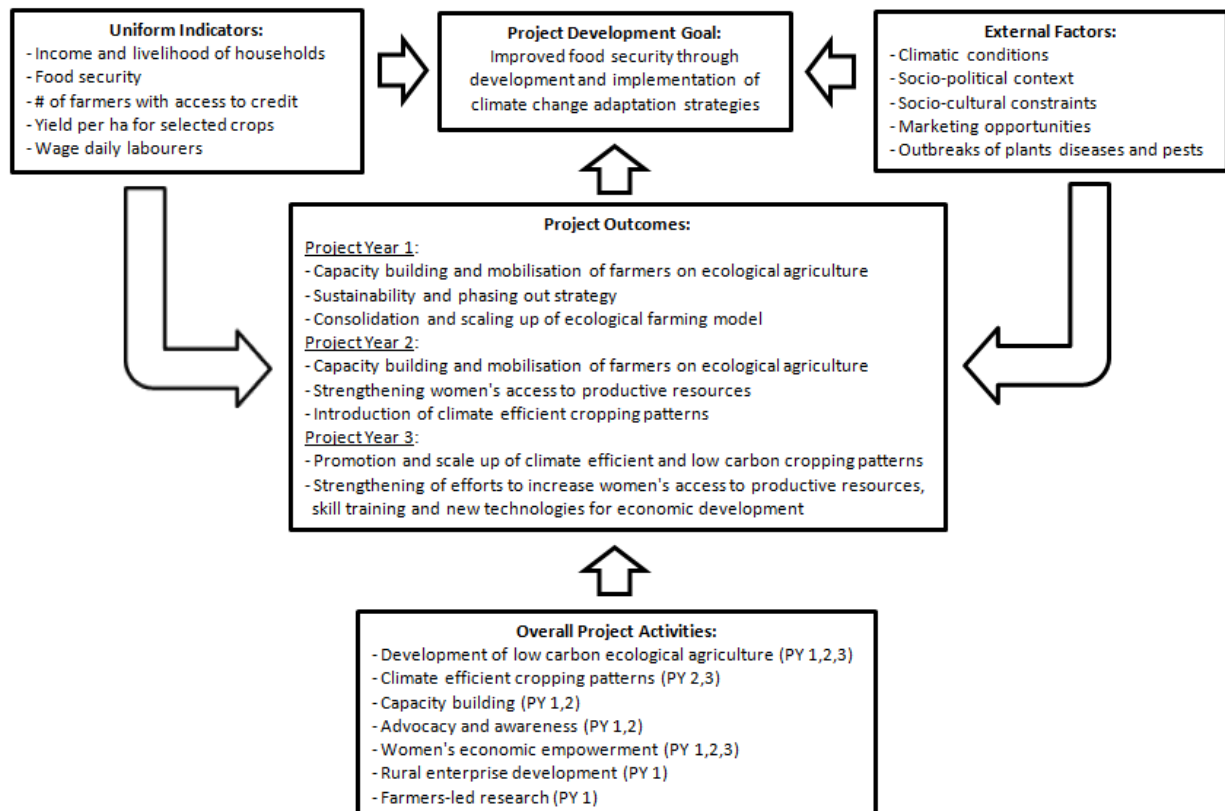 Uniform Indicators:
- Income and livelihood of households
- Food security
- # of farmers with access to credit
- Yield per ha for selected crops
- Wage daily labourers
Project Development Goal:
Improved food security through
development and implementation of
climate change adaptation strategies
External Factors:
- Climatic conditions
- Socio-political context
- Socio-cultural constraints
- Marketing opportunities
- Outbreaks of plants diseases and pests
Project Outcomes:
Project Year 1:
- Capacity building and mobilisation of farmers on ecological agriculture
- Sustainability and phasing out strategy
- Consolidation and scaling up of ecological farming model
Project Year 2:
- Capacity building and mobilisation of farmers on ecological agriculture
- Strengthening women's access to productive resources
- Introduction of climate efficient cropping patterns
Project Year 3:
- Promotion and scale up of climate efficient and low carbon cropping patterns
- Strengthening of efforts to increase women's access to productive resources,
skill training and new technologies for economic development
Overall Project Activities:
- Development of low carbon ecological agriculture (PY 1,2,3)
- Climate efficient cropping patterns (PY 2,3)
- Capacity building (PY 1,2)
- Advocacy and awareness (PY 1,2)
- Women's economic empowerment (PY 1,2,3)
- Rural enterprise development (PY 1)
- Farmers-led research (PY 1)